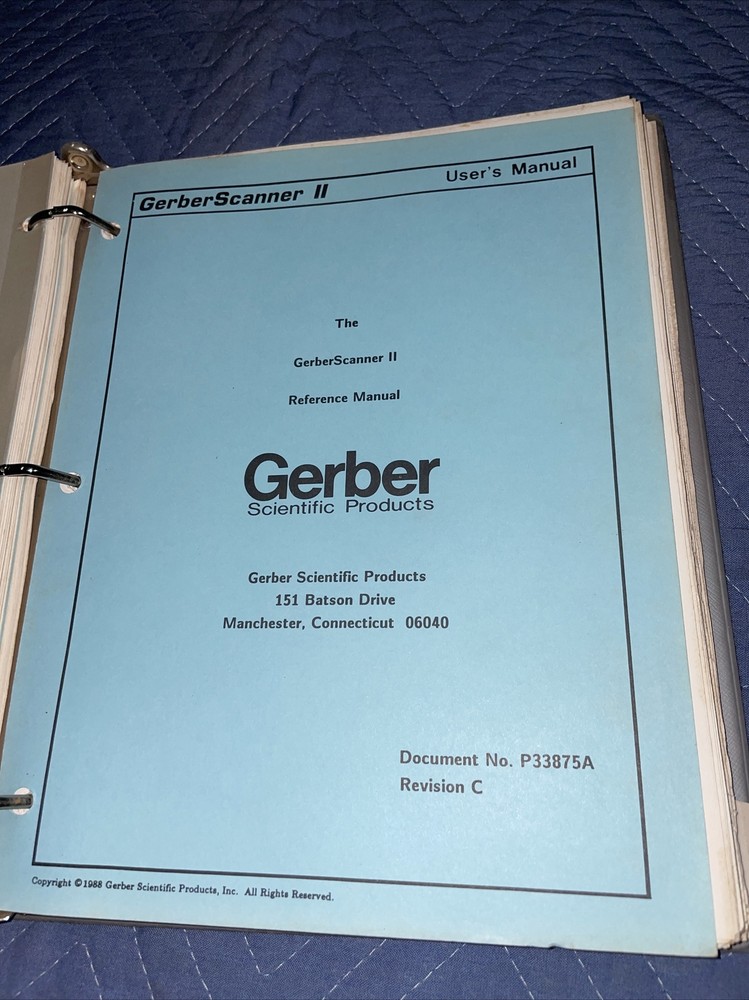 GerberScanner II User's Manual
The
GerberScanner II
Reference Manual
Gerber
Scientific Products
Gerber Scientific Products
151 Batson Drive
Manchester, Connecticut 06040
Document No. P33875A
Revision C
Copyright ©1988 Gerber Scientific Products, Inc. All Rights Reserved.